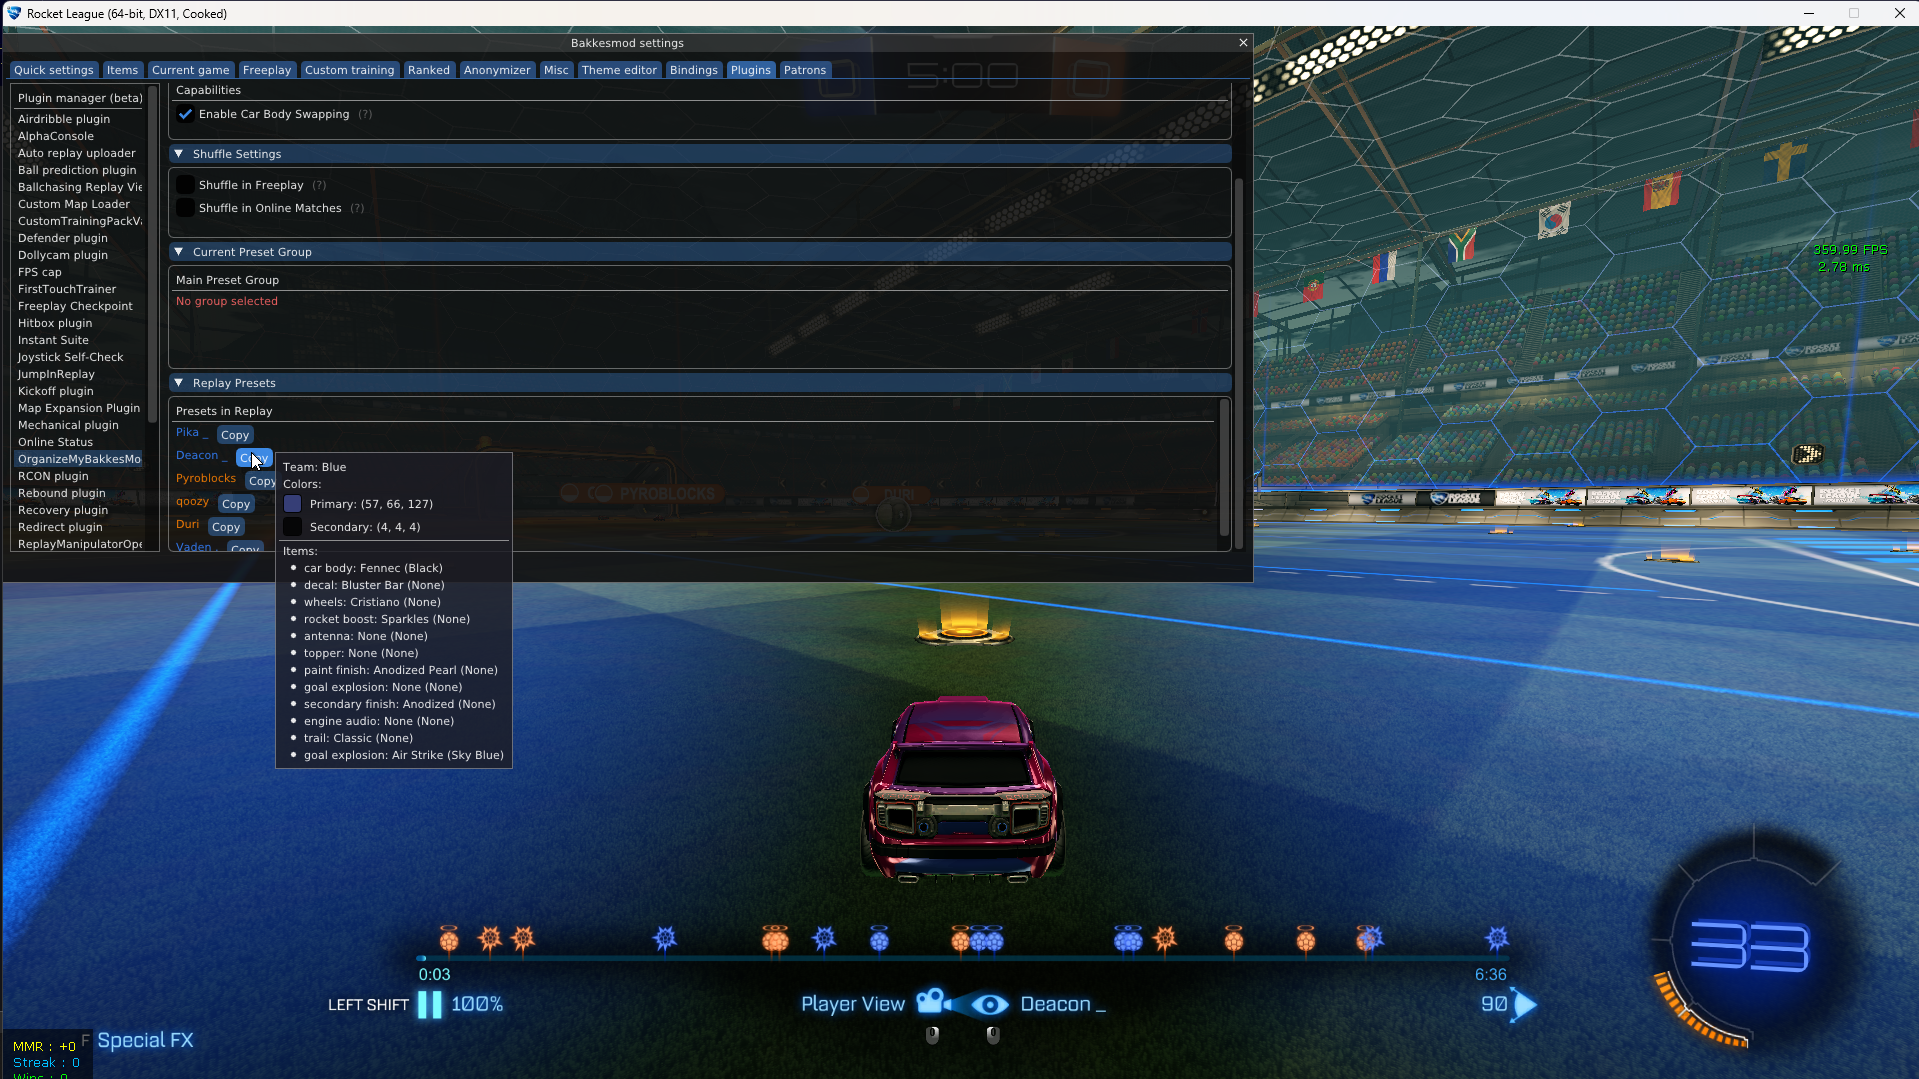 Rocket League (64-bit, DX11, Cooked)
Bakkesmod settings
Quick settings Items Current game Freeplay Custom training Ranked Anonymizer Misc Theme editor Bindings Plugins Patrons
5:00
0 0
Plugin manager (beta)
Airdribble plugin
AlphaConsole
Auto replay uploader
Ball prediction plugin
Ballchasing Replay Vie
Custom Map Loader
CustomTrainingPackVa
Defender plugin
Dollycam plugin
FPS cap
FirstTouchTrainer
Freeplay Checkpoint
Hitbox plugin
Instant Suite
Joystick Self-Check
JumpInReplay
Kickoff plugin
Map Expansion Plugin
Mechanical plugin
Online Status
OrganizeMyBakkesMo
RCON plugin
Rebound plugin
Recovery plugin
Redirect plugin
ReplayManipulatorOpe
Capabilities
Enable Car Body Swapping (?)
Shuffle Settings
Shuffle in Freeplay (?)
Shuffle in Online Matches (?)
Current Preset Group
Main Preset Group
No group selected
Replay Presets
Presets in Replay
Pika _ Copy
Deacon _ Copy
Pyroblocks Copy
qoozy Copy
Duri Copy
Vaden . Copy
Team: Blue
Colors:
Primary: (57, 66, 127)
Secondary: (4, 4, 4)
Items:
• car body: Fennec (Black)
• decal: Bluster Bar (None)
• wheels: Cristiano (None)
• rocket boost: Sparkles (None)
• antenna: None (None)
• topper: None (None)
• paint finish: Anodized Pearl (None)
• goal explosion: None (None)
• secondary finish: Anodized (None)
• engine audio: None (None)
• trail: Classic (None)
• goal explosion: Air Strike (Sky Blue)
PYROBLOCKS
DURI
359.99 FPS
2.78 ms
0:03
6:36
LEFT SHIFT 100%
Player View Deacon _
90
33
F Special FX
MMR : +0
Streak : 0
Wins : 0